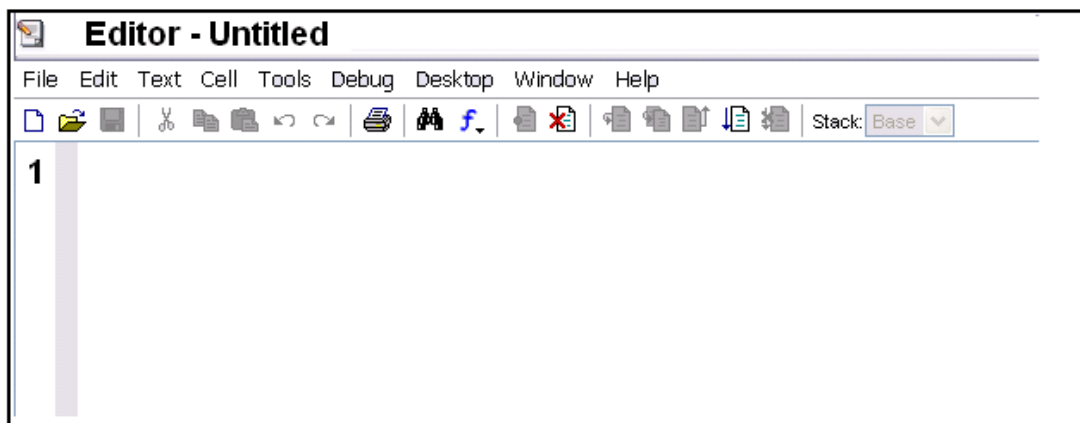 Editor - Untitled
File Edit Text Cell Tools Debug Desktop Window Help
f Stack: Base
1